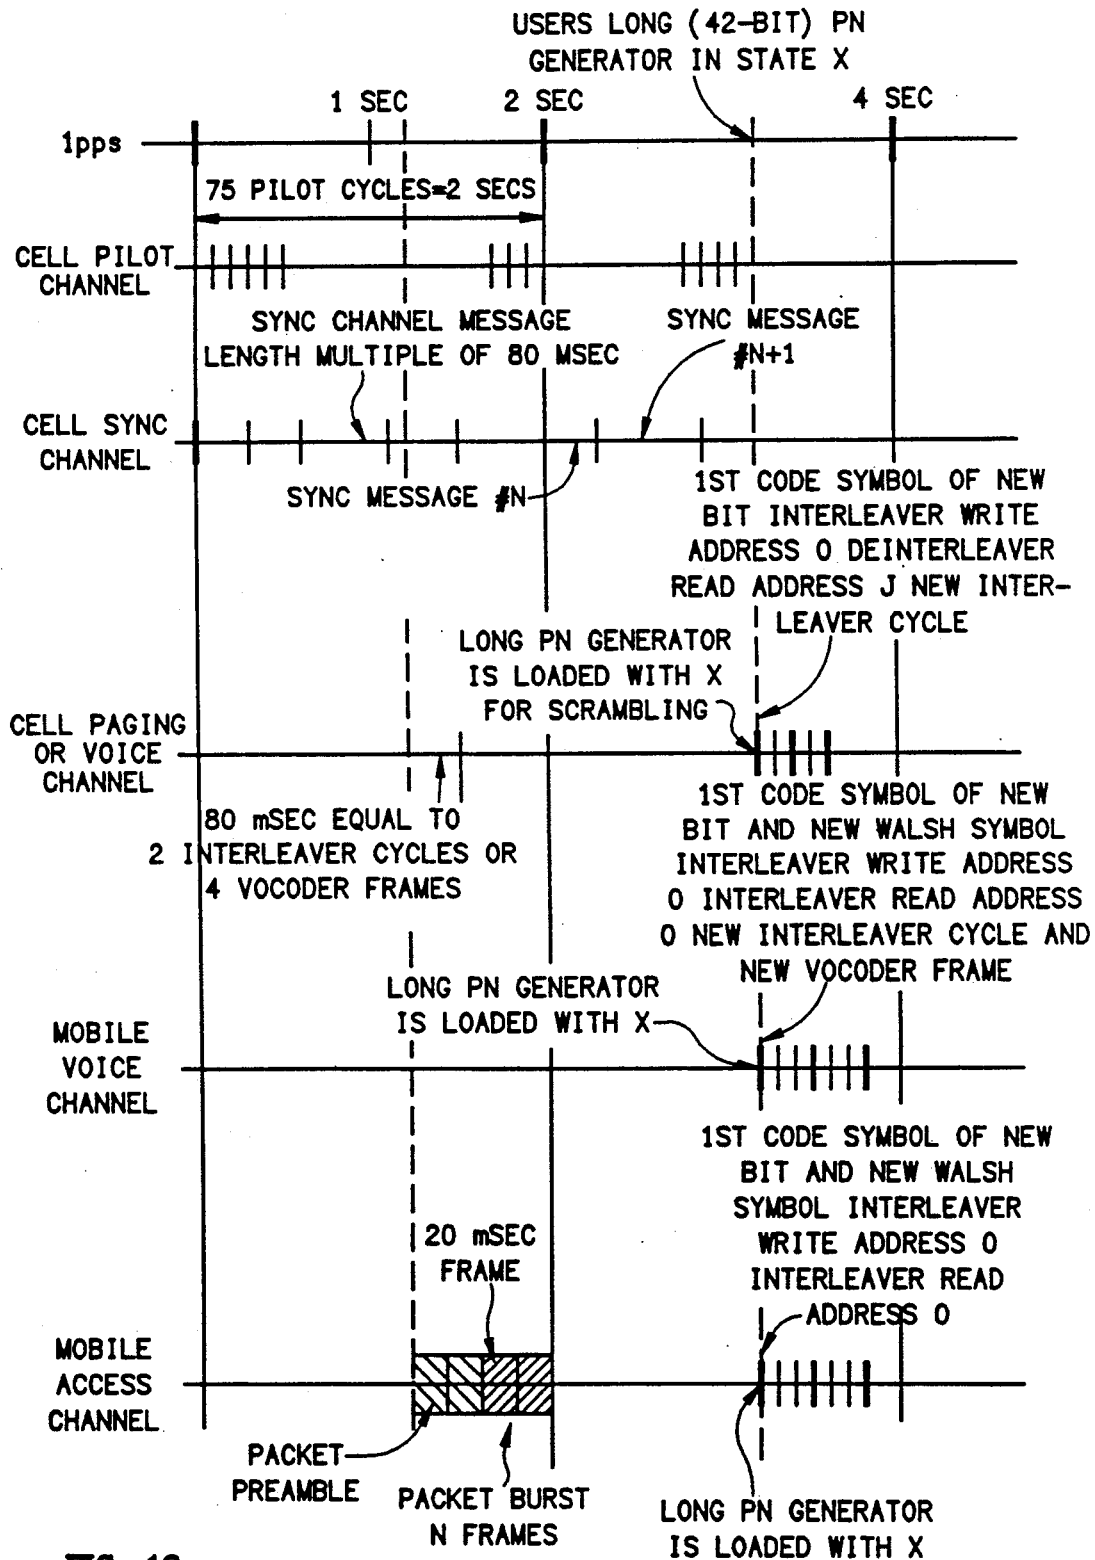 USERS LONG (42-BIT) PN
GENERATOR IN STATE X
1 SEC
2 SEC
4 SEC
1pps
75 PILOT CYCLES=2 SECS
CELL PILOT
CHANNEL
SYNC CHANNEL MESSAGE
LENGTH MULTIPLE OF 80 MSEC
SYNC MESSAGE
#N+1
CELL SYNC
CHANNEL
SYNC MESSAGE #N
1ST CODE SYMBOL OF NEW
BIT INTERLEAVER WRITE
ADDRESS 0 DEINTERLEAVER
READ ADDRESS J NEW INTER-
LEAVER CYCLE
LONG PN GENERATOR
IS LOADED WITH X
FOR SCRAMBLING
CELL PAGING
OR VOICE
CHANNEL
80 mSEC EQUAL TO
2 INTERLEAVER CYCLES OR
4 VOCODER FRAMES
1ST CODE SYMBOL OF NEW
BIT AND NEW WALSH SYMBOL
INTERLEAVER WRITE ADDRESS
0 INTERLEAVER READ ADDRESS
0 NEW INTERLEAVER CYCLE AND
NEW VOCODER FRAME
LONG PN GENERATOR
IS LOADED WITH X
MOBILE
VOICE
CHANNEL
1ST CODE SYMBOL OF NEW
BIT AND NEW WALSH
SYMBOL INTERLEAVER
WRITE ADDRESS 0
INTERLEAVER READ
ADDRESS 0
20 mSEC
FRAME
MOBILE
ACCESS
CHANNEL
PACKET
PREAMBLE
PACKET BURST
N FRAMES
LONG PN GENERATOR
IS LOADED WITH X